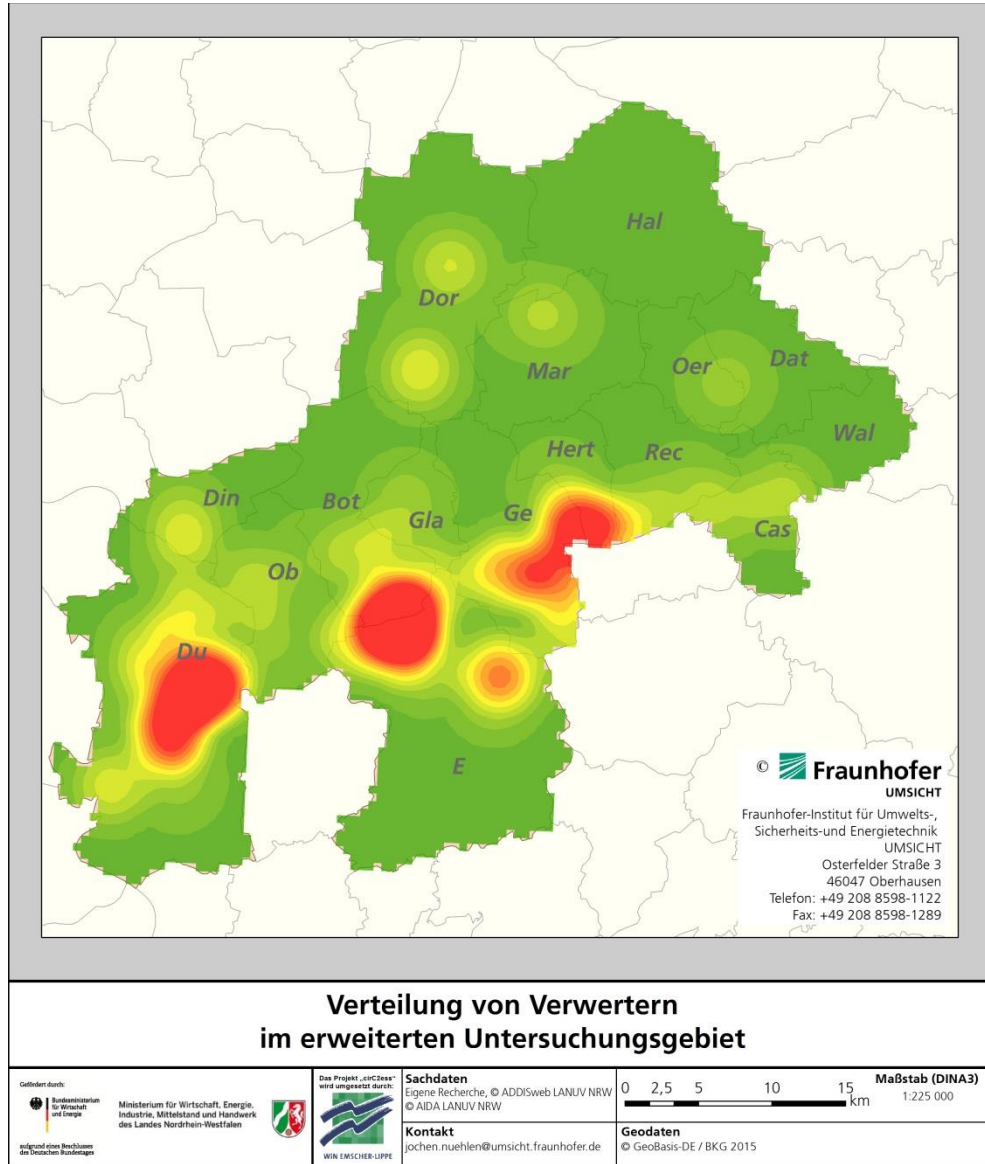 Hal
Dor
Mar
Oer
Dat
Wal
Hert
Rec
Din
Bot
Gla
Ge
Cas
Ob
Du
E
© Fraunhofer
UMSICHT
Fraunhofer-Institut für Umwelts-,
Sicherheits-und Energietechnik
UMSICHT
Osterfelder Straße 3
46047 Oberhausen
Telefon: +49 208 8598-1122
Fax: +49 208 8598-1289
Verteilung von Verwertern
im erweiterten Untersuchungsgebiet
Gefördert durch:
Bundesministerium
für Wirtschaft
und Energie
aufgrund eines Beschlusses
des Deutschen Bundestages
Ministerium für Wirtschaft, Energie,
Industrie, Mittelstand und Handwerk
des Landes Nordrhein-Westfalen
Das Projekt „cirC2ess"
wird umgesetzt durch:
WiN EMSCHER-LIPPE
Sachdaten
Eigene Recherche, © ADDISweb LANUV NRW
© AIDA LANUV NRW
Kontakt
jochen.nuehlen@umsicht.fraunhofer.de
0 2,5 5 10 15 km
Maßstab (DINA3)
1:225 000
Geodaten
© GeoBasis-DE / BKG 2015